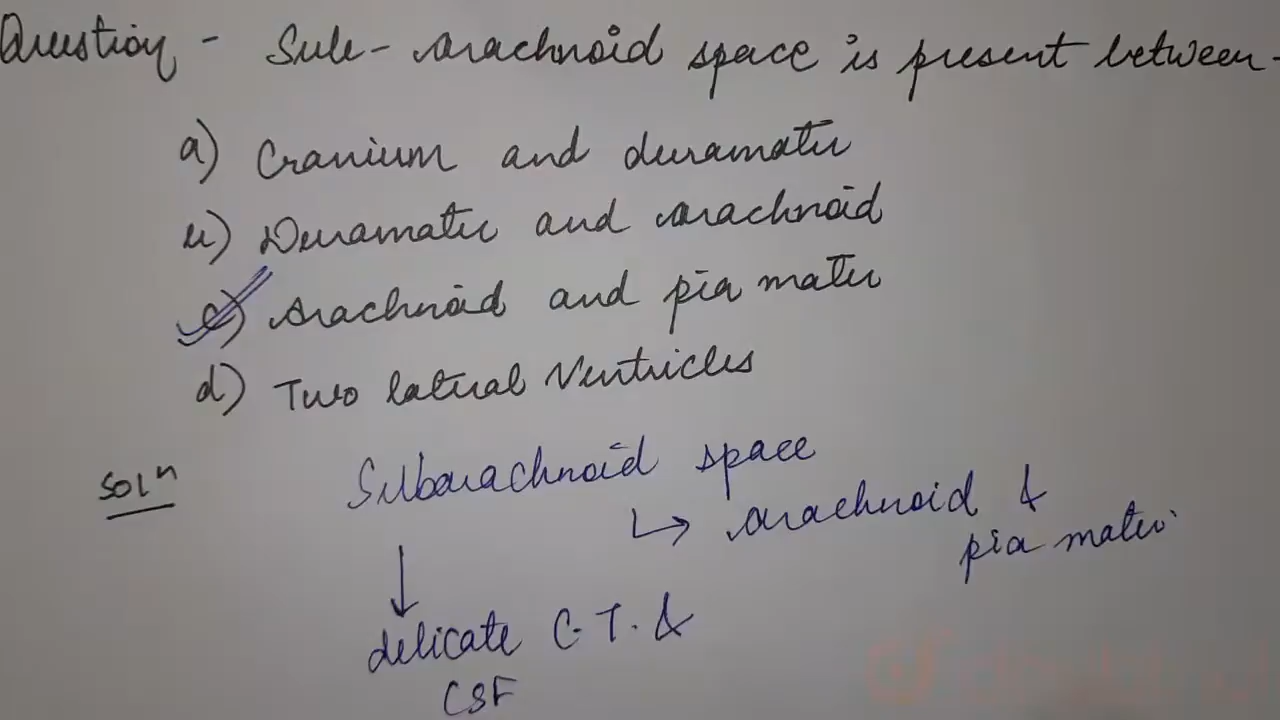 Question - Sub-arachnoid space is present between-
a) Cranium and duramater
b) Duramater and arachnoid
c) Arachnoid and pia mater
d) Two lateral Ventricles
Solⁿ
Subarachnoid space
↳ arachnoid &
pia mater
↓
delicate C.T. &
CSF